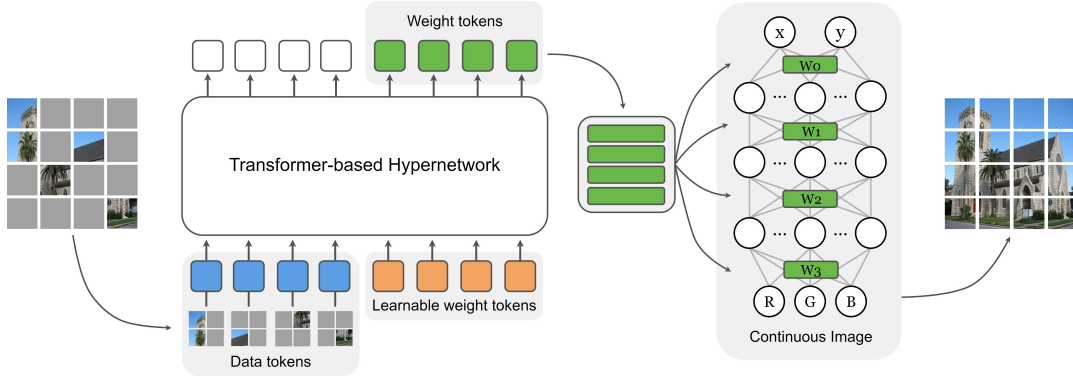 Weight tokens
Transformer-based Hypernetwork
Learnable weight tokens
Data tokens
x y
W0
...
...
W1
...
...
W2
...
...
W3
R G B
Continuous Image